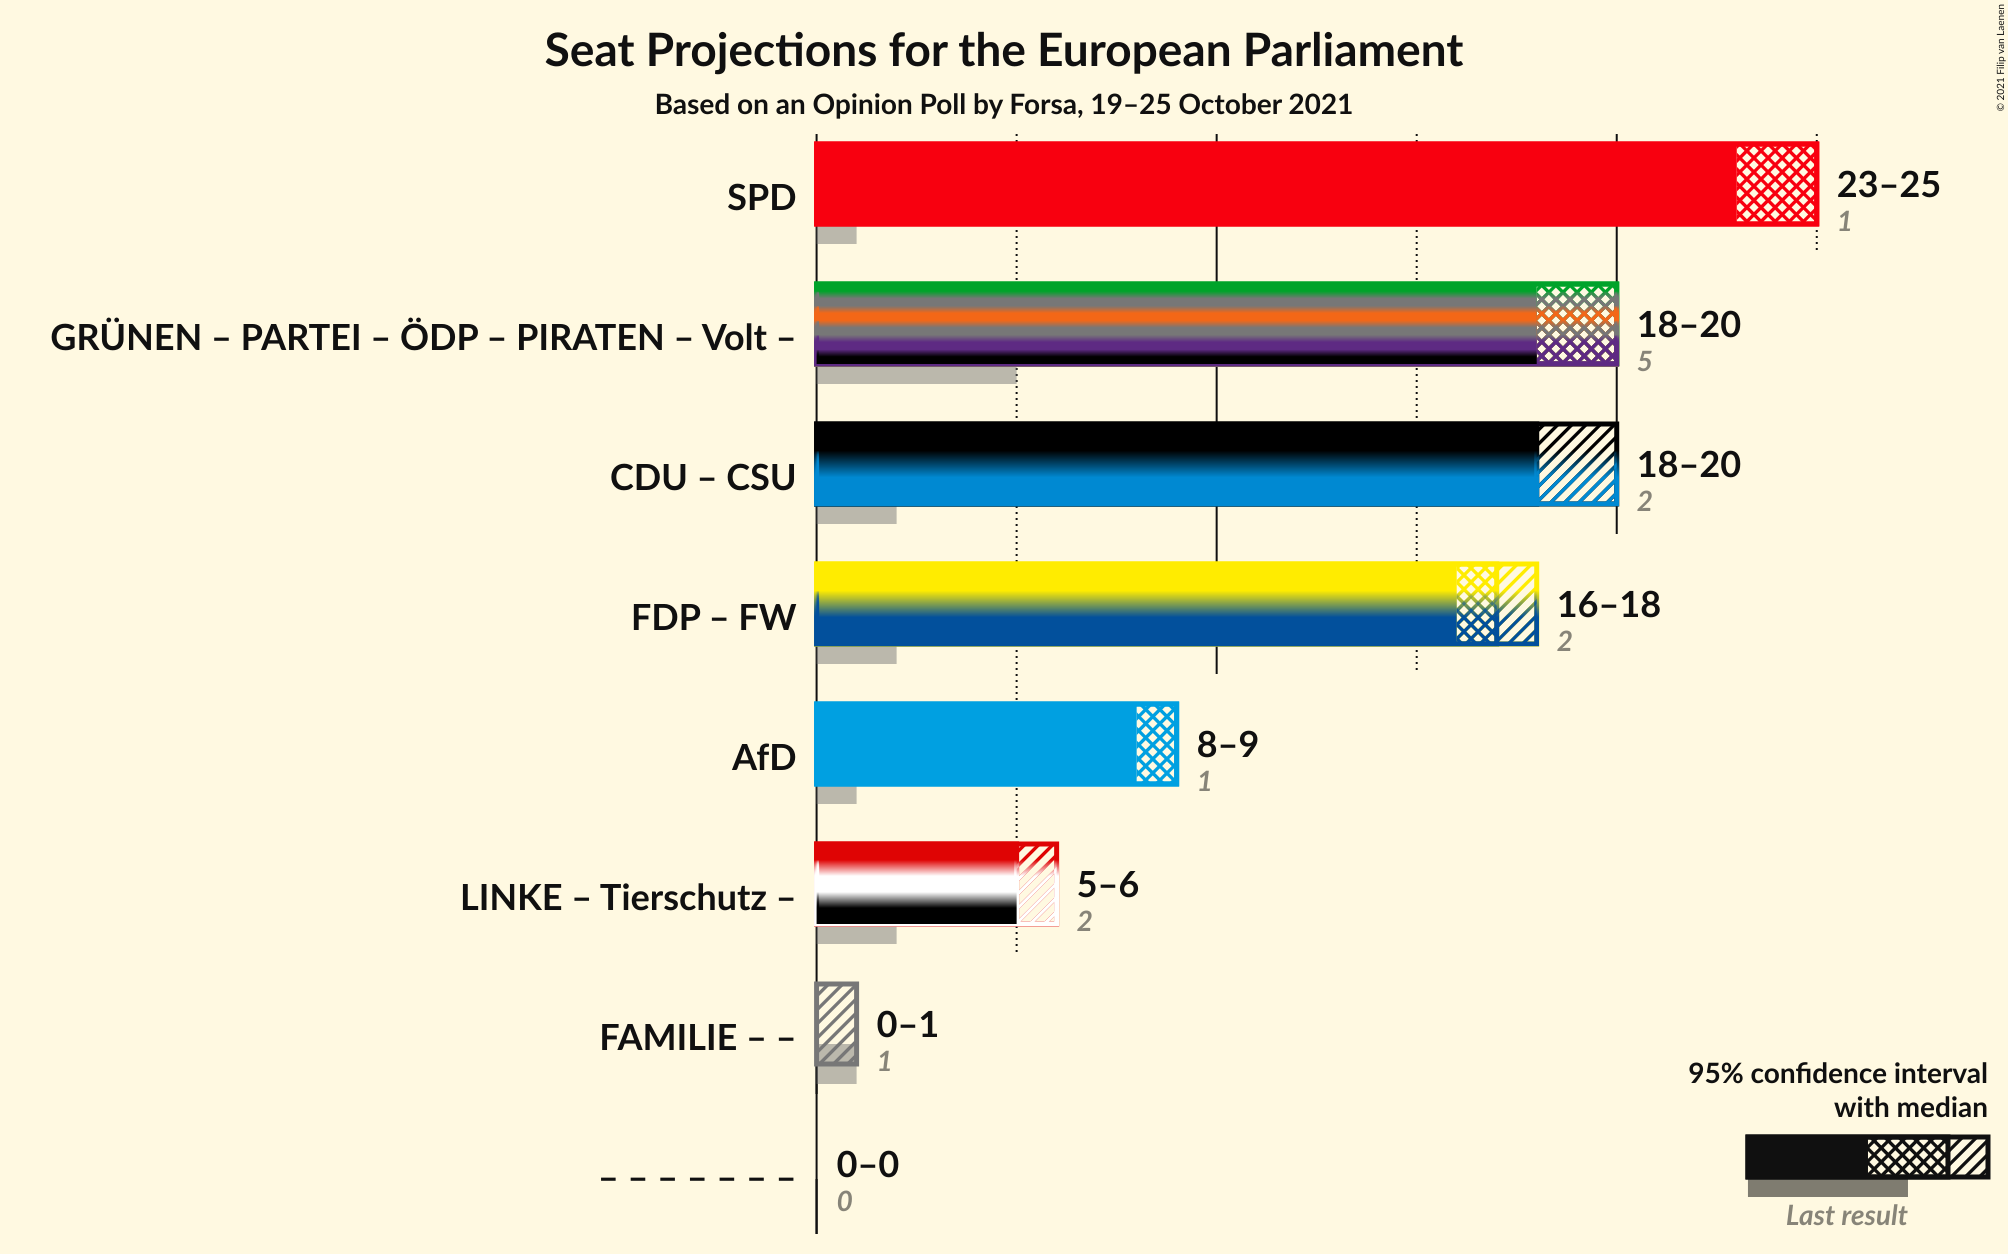 Seat Projections for the European Parliament
Based on an Opinion Poll by Forsa, 19–25 October 2021
© 2021 Filip van Laenen
SPD
23–25
1
GRÜNEN – PARTEI – ÖDP – PIRATEN – Volt –
18–20
5
CDU – CSU
18–20
2
FDP – FW
16–18
2
AfD
8–9
1
LINKE – Tierschutz –
5–6
2
FAMILIE – –
0–1
1
– – – – – – –
0–0
0
95% confidence interval
with median
Last result